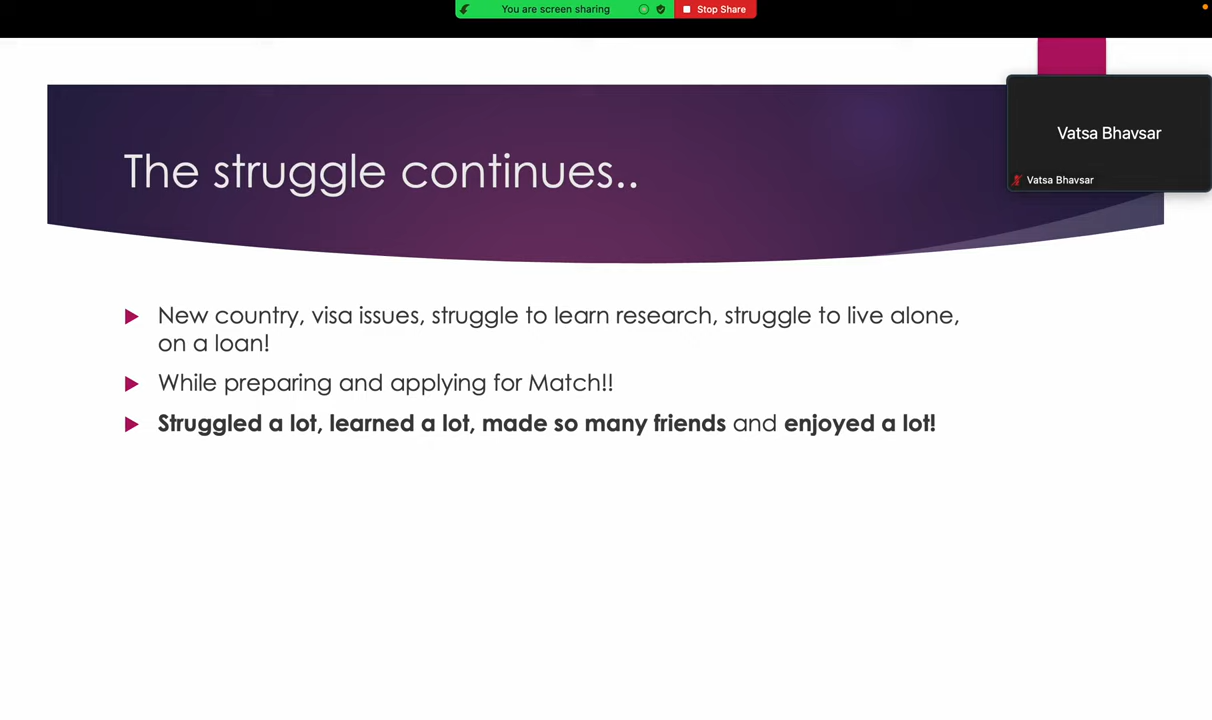 You are screen sharing
Stop Share
Vatsa Bhavsar
Vatsa Bhavsar
The struggle continues..
New country, visa issues, struggle to learn research, struggle to live alone,
on a loan!
While preparing and applying for Match!!
Struggled a lot, learned a lot, made so many friends and enjoyed a lot!